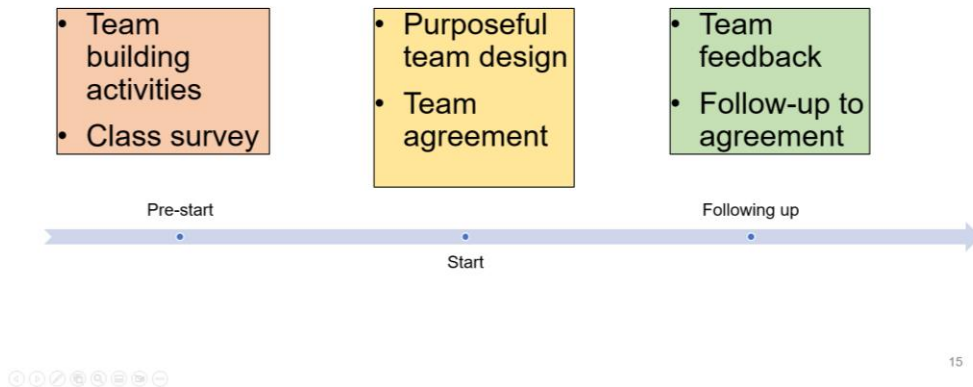 • Team
building
activities
• Class survey
• Purposeful
team design
• Team
agreement
• Team
feedback
• Follow-up to
agreement
Pre-start
Following up
Start
15